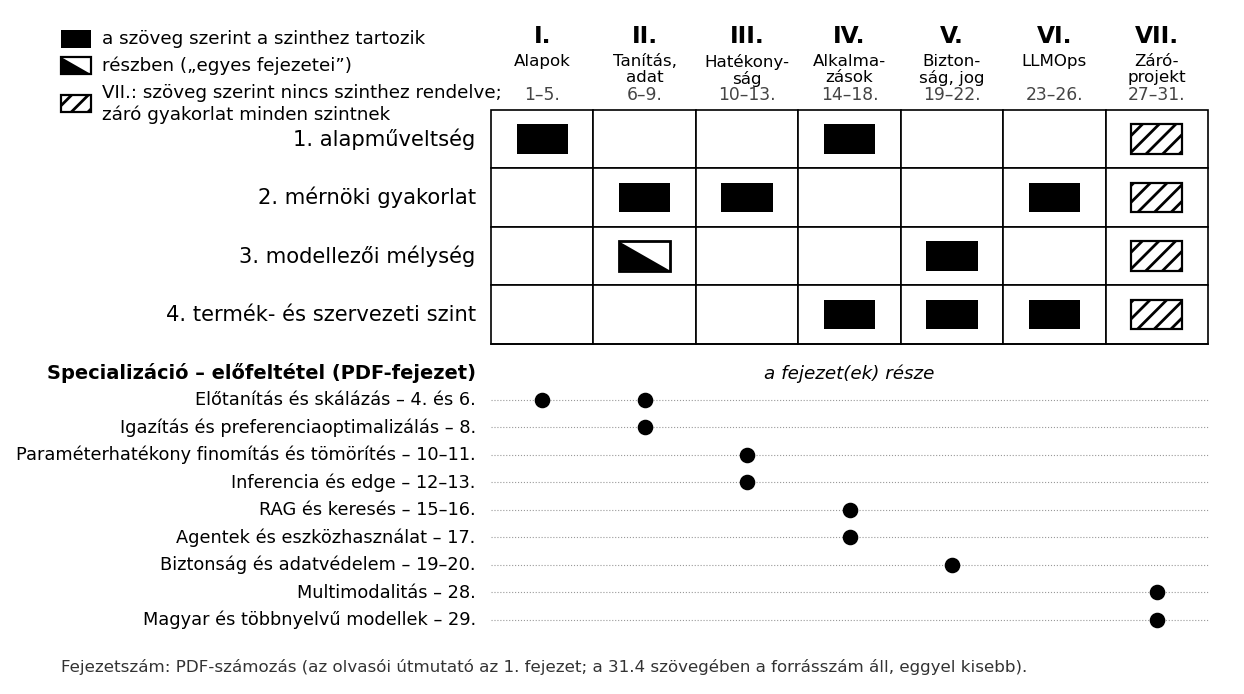 a szöveg szerint a szinthez tartozik
részben („egyes fejezetei”)
VII.: szöveg szerint nincs szinthez rendelve;
záró gyakorlat minden szintnek
I. II. III. IV. V. VI. VII.
Alapok Tanítás, Hatékony- Alkalma- Bizton- LLMOps Záró-
adat ság zások ság, jog projekt
1–5. 6–9. 10–13. 14–18. 19–22. 23–26. 27–31.
1. alapműveltség
2. mérnöki gyakorlat
3. modellezői mélység
4. termék- és szervezeti szint
Specializáció – előfeltétel (PDF-fejezet) a fejezet(ek) része
Előtanítás és skálázás – 4. és 6.
Igazítás és preferenciaoptimalizálás – 8.
Paraméterhatékony finomítás és tömörítés – 10–11.
Inferencia és edge – 12–13.
RAG és keresés – 15–16.
Agentek és eszközhasználat – 17.
Biztonság és adatvédelem – 19–20.
Multimodalitás – 28.
Magyar és többnyelvű modellek – 29.
Fejezetszám: PDF-számozás (az olvasói útmutató az 1. fejezet; a 31.4 szövegében a forrásszám áll, eggyel kisebb).